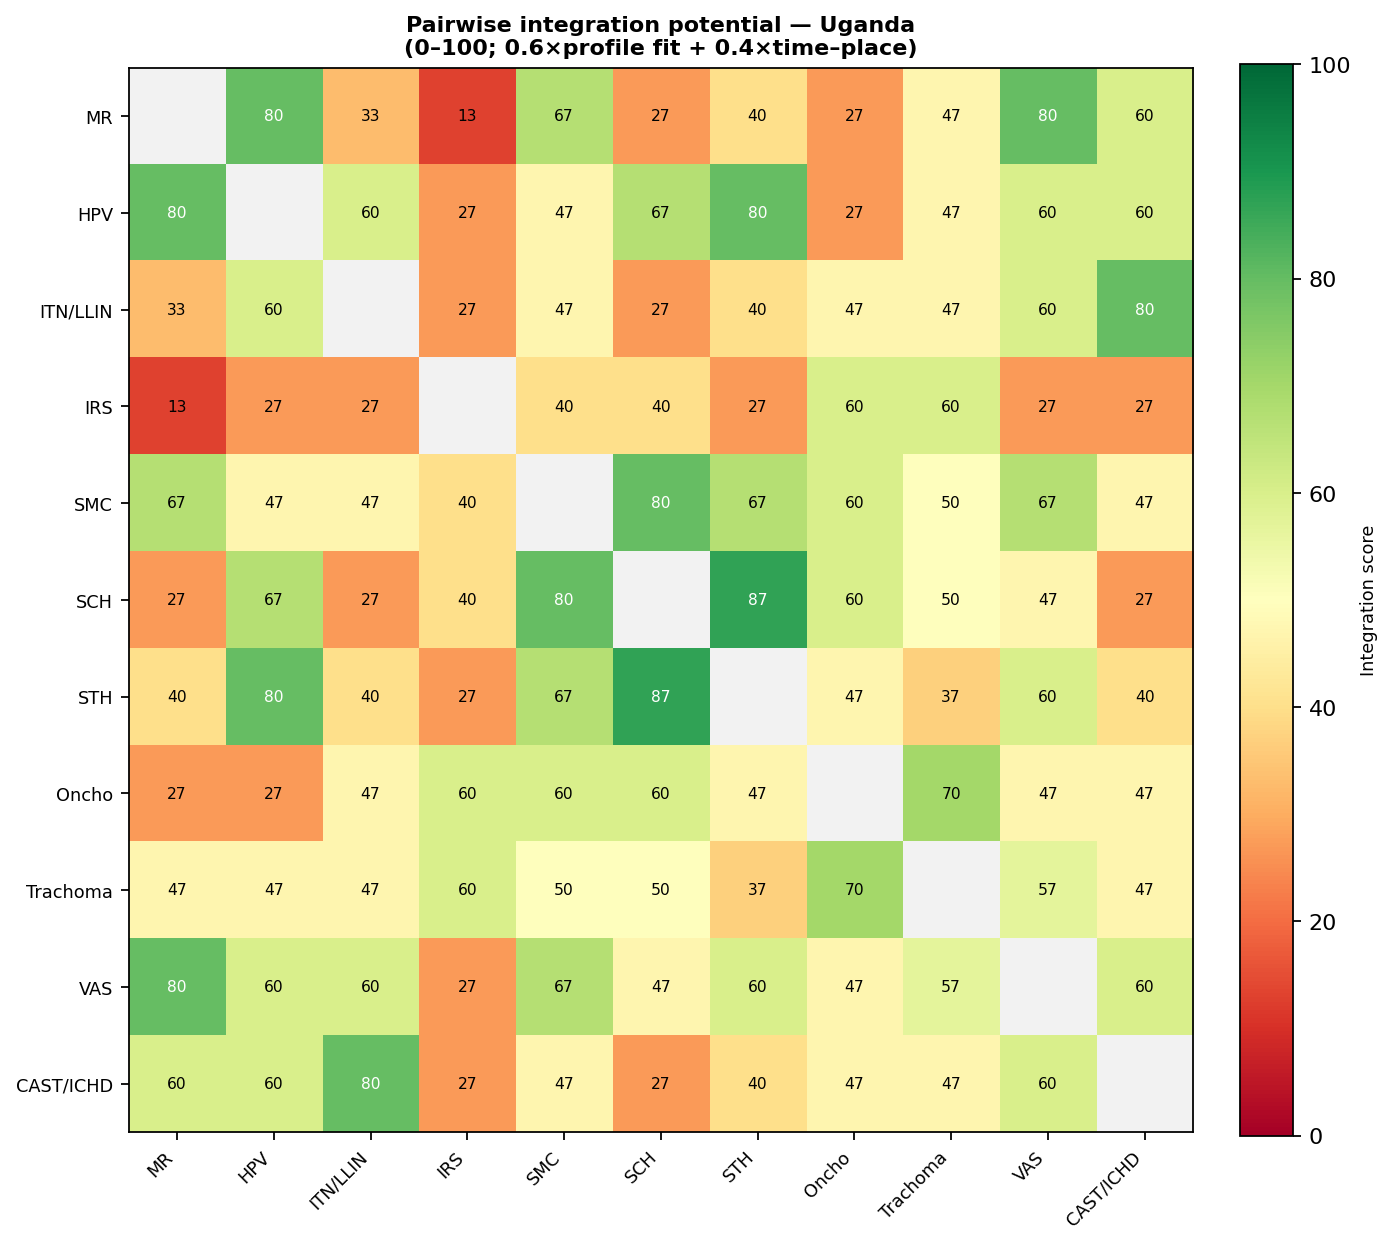 Pairwise integration potential — Uganda
(0–100; 0.6×profile fit + 0.4×time–place)
MR 80 33 13 67 27 40 27 47 80 60
HPV 80 60 27 47 67 80 27 47 60 60
ITN/LLIN 33 60 27 47 27 40 47 47 60 80
IRS 13 27 27 40 40 27 60 60 27 27
SMC 67 47 47 40 80 67 60 50 67 47
SCH 27 67 27 40 80 87 60 50 47 27
STH 40 80 40 27 67 87 47 37 60 40
Oncho 27 27 47 60 60 60 47 70 47 47
Trachoma 47 47 47 60 50 50 37 70 57 47
VAS 80 60 60 27 67 47 60 47 57 60
CAST/ICHD 60 60 80 27 47 27 40 47 47 60
MR HPV ITN/LLIN IRS SMC SCH STH Oncho Trachoma VAS CAST/ICHD
100
80
60
40
20
0
Integration score